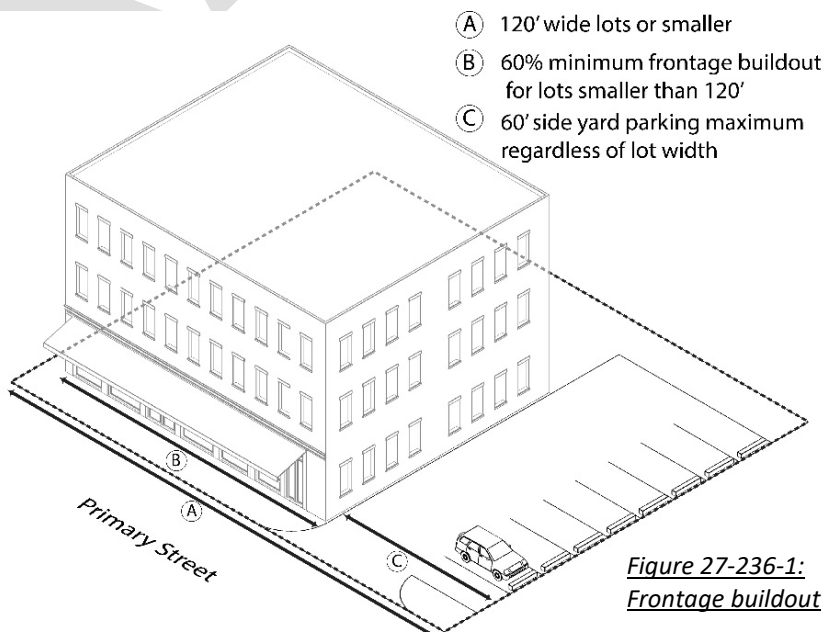 Ⓐ 120' wide lots or smaller
Ⓑ 60% minimum frontage buildout
for lots smaller than 120'
Ⓒ 60' side yard parking maximum
regardless of lot width
Ⓑ
Ⓐ
Primary Street
Ⓒ
Figure 27-236-1:
Frontage buildout